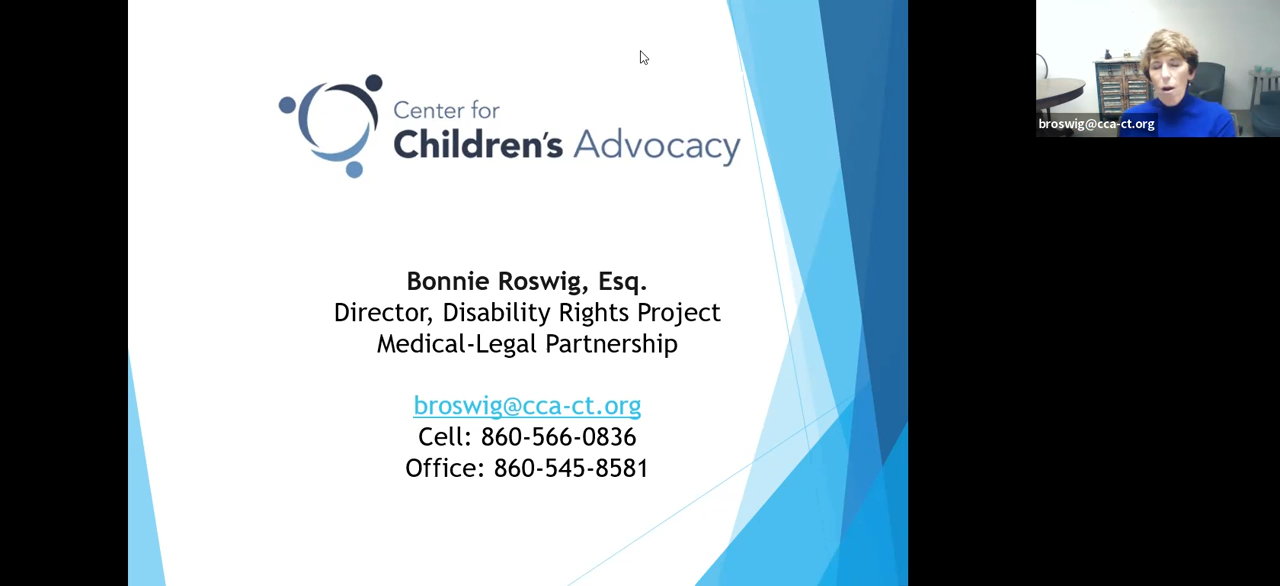 Center for
Children's Advocacy
broswig@cca-ct.org
Bonnie Roswig, Esq.
Director, Disability Rights Project
Medical-Legal Partnership
broswig@cca-ct.org
Cell: 860-566-0836
Office: 860-545-8581